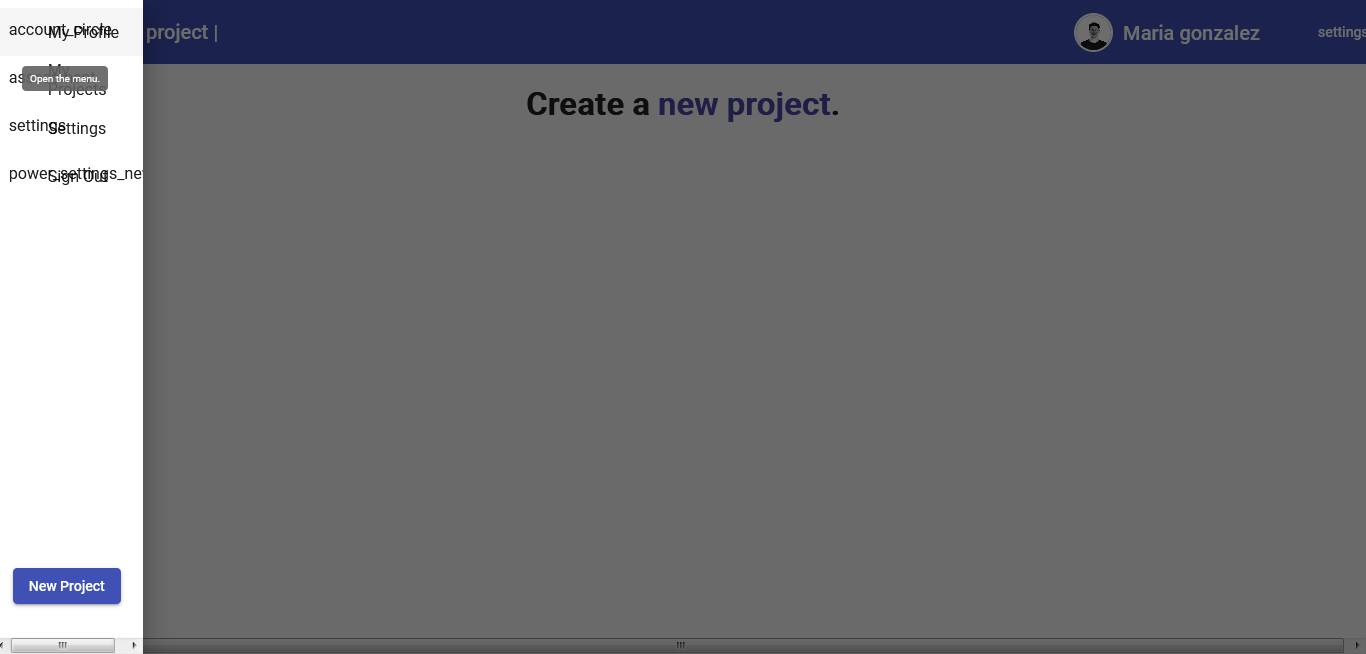 account_circle
My Profile
project |
Maria gonzalez
settings
Open the menu.
My
Projects
Create a new project.
settings
Settings
power_settings_new
Sign Out
New Project